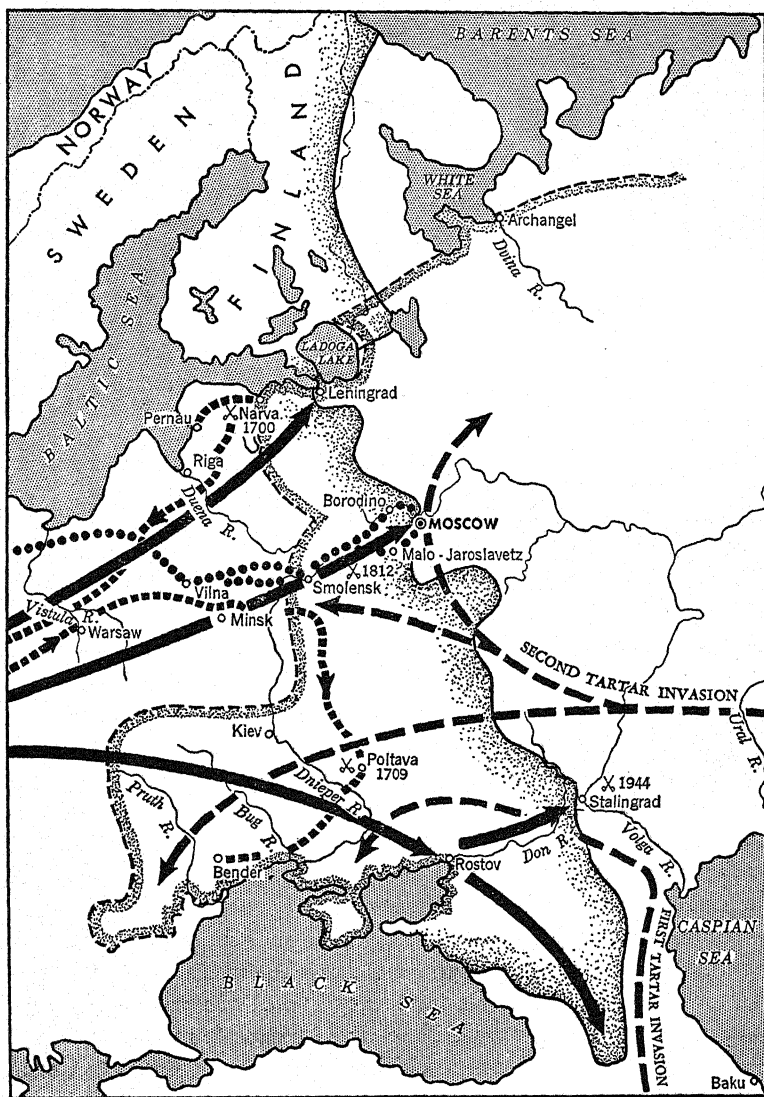 BARENTS SEA
NORWAY
SWEDEN
FINLAND
WHITE
SEA
Archangel
Dvina R.
BALTIC SEA
LADOGA
LAKE
Leningrad
Pernau
Narva
1700
Riga
Duena R.
Borodino
MOSCOW
Malo-Jaroslavetz
1812
Smolensk
Vilna
Minsk
Vistula R.
Warsaw
SECOND TARTAR INVASION
Ural R.
Kiev
Poltava
1709
Dnieper R.
Pruth R.
Bug R.
Bender
1944
Stalingrad
Volga R.
Don R.
Rostov
FIRST TARTAR INVASION
CASPIAN
SEA
BLACK SEA
Baku